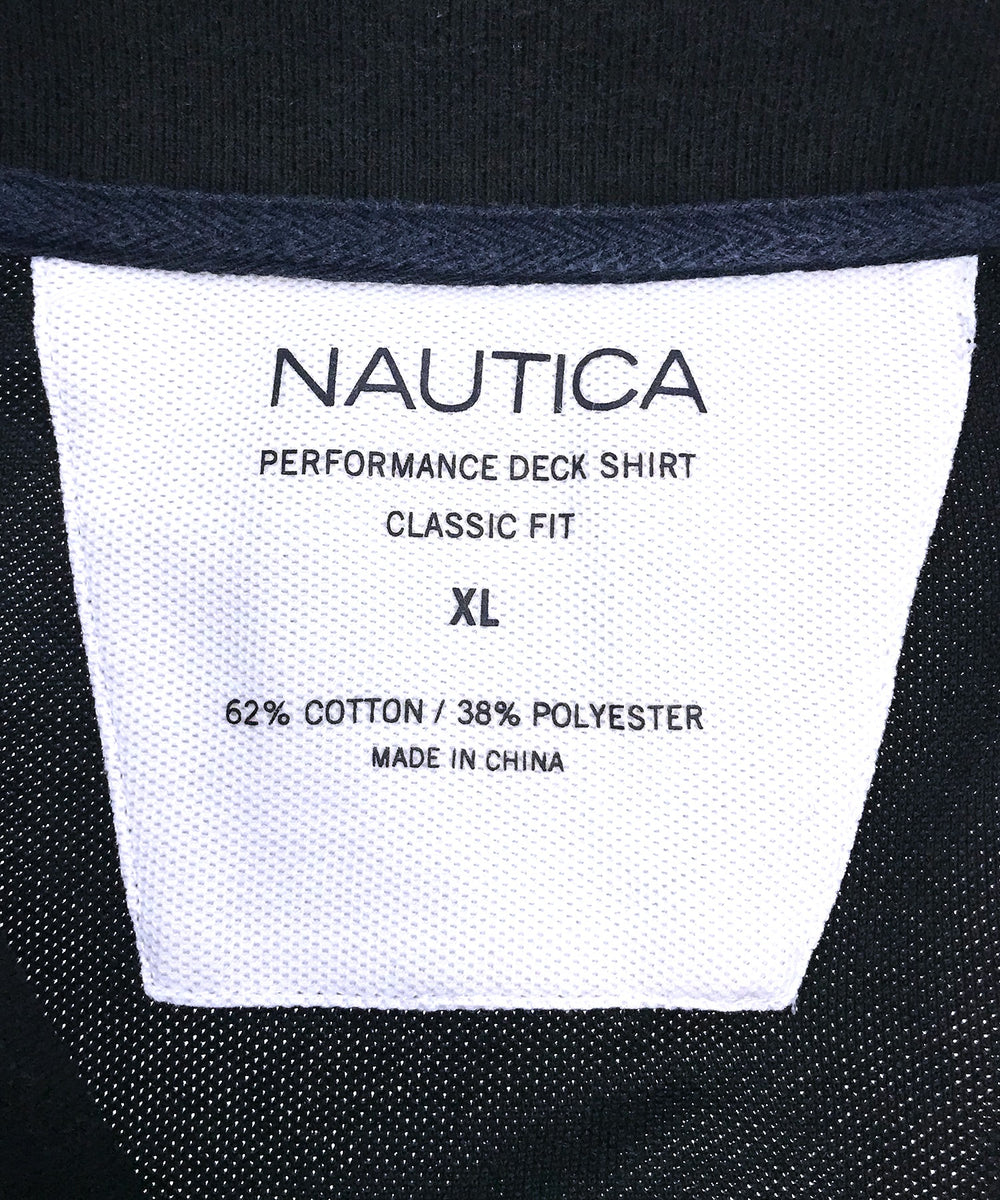 NAUTICA
PERFORMANCE DECK SHIRT
CLASSIC FIT
XL
62% COTTON / 38% POLYESTER
MADE IN CHINA